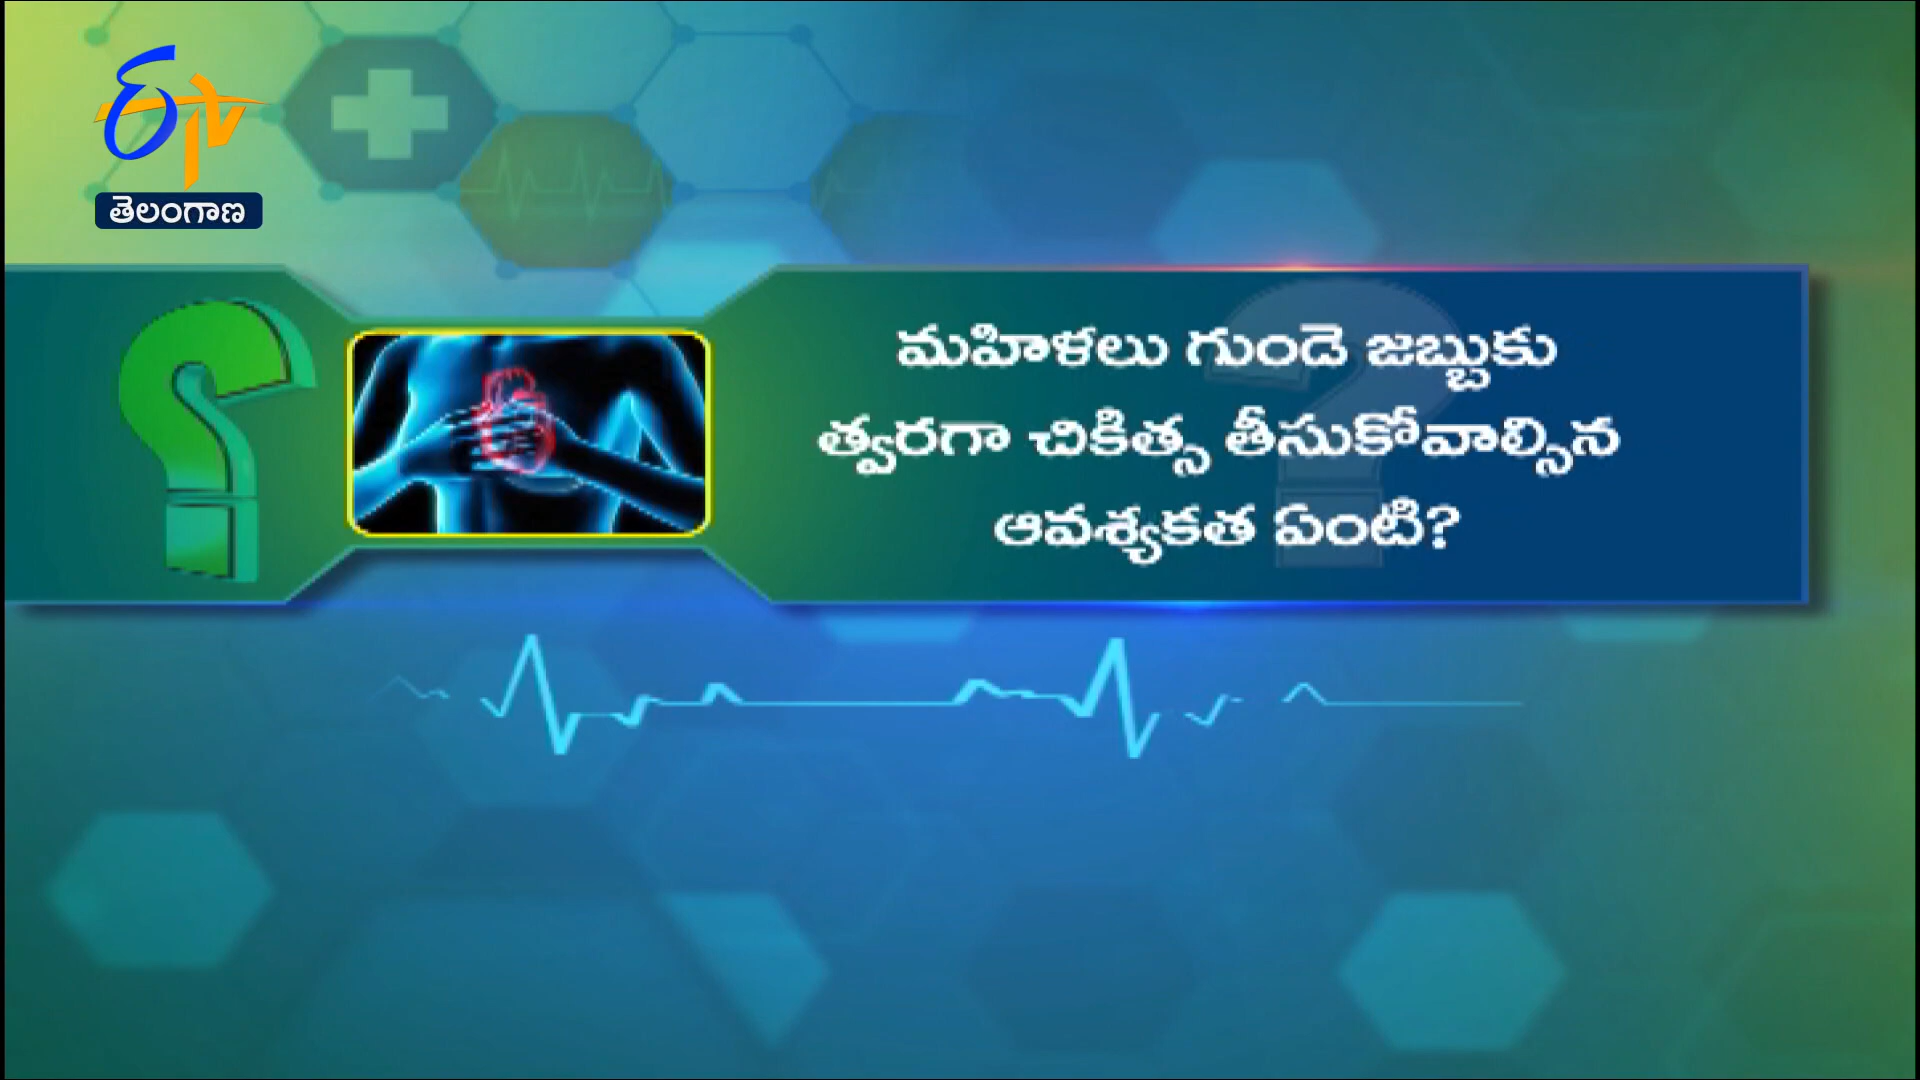 ETV
తెలంగాణ
మహిళలు గుండె జబ్బుకు
త్వరగా చికిత్స తీసుకోవాల్సిన
ఆవశ్యకత ఏంటి?